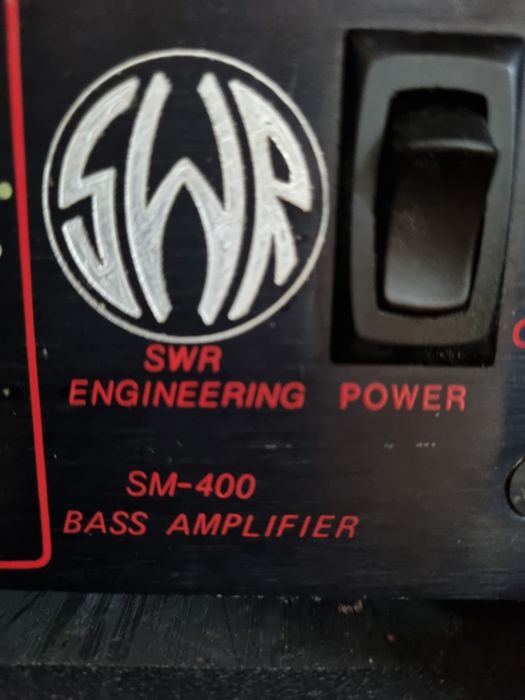 SWR
SWR
ENGINEERING
POWER
SM-400
BASS AMPLIFIER